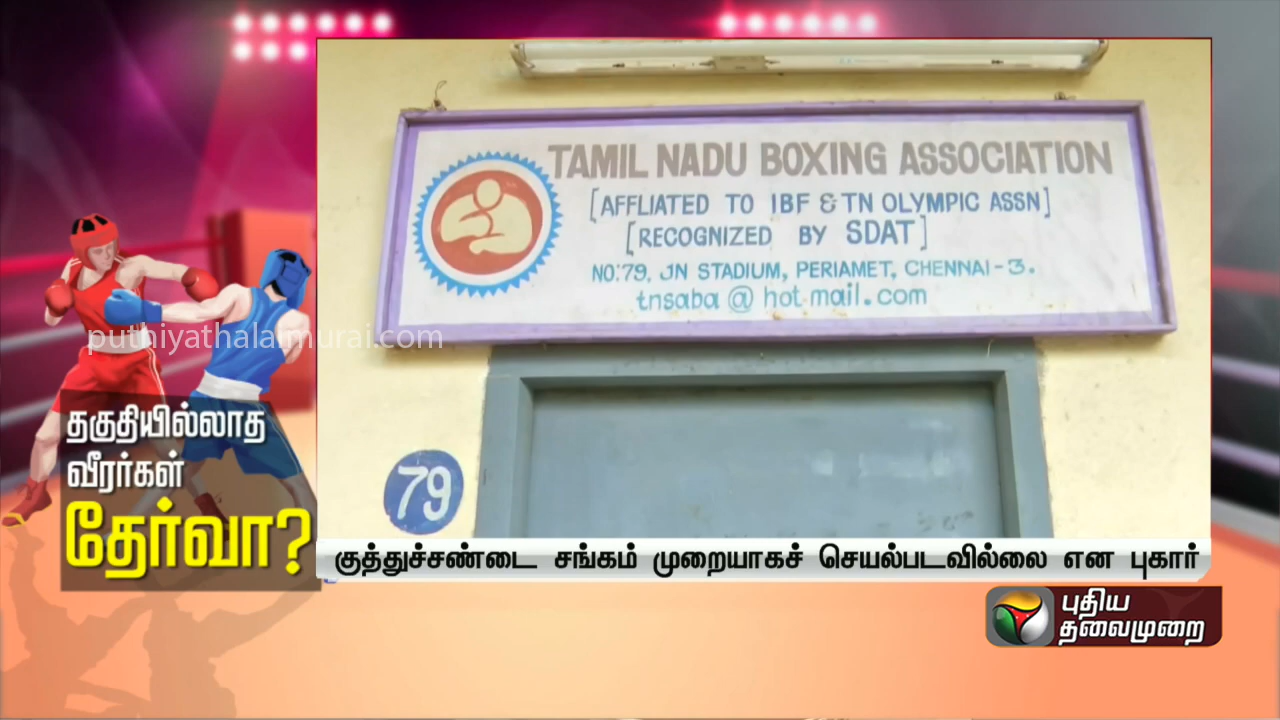 TAMIL NADU BOXING ASSOCIATION
[AFFLIATED TO IBF & TN OLYMPIC ASSN]
[RECOGNIZED BY SDAT]
NO:79, JN STADIUM, PERIAMET, CHENNAI-3.
tnsaba @ hot mail.com
puthiyathalaimurai.com
தகுதியில்லாத
வீரர்கள்
தேர்வா?
79
குத்துச்சண்டை சங்கம் முறையாகச் செயல்படவில்லை என புகார்
புதிய
தலைமுறை